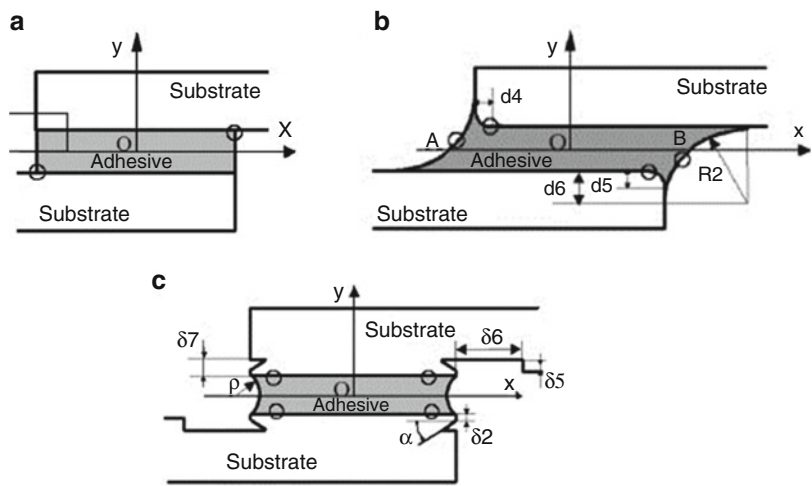 a
y
Substrate
X
O
Adhesive
Substrate
b
y
Substrate
d4
A
O
B
x
Adhesive
d6
d5
R2
Substrate
c
y
δ7
Substrate
δ6
ρ
O
x
δ5
Adhesive
α
δ2
Substrate